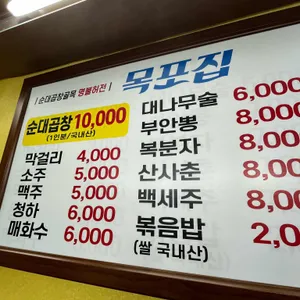 | 순대곱창골목 명불허전 |
목포집
순대곱창 10,000
(1인분/국내산)
막걸리 4,000
소주 5,000
맥주 5,000
청하 6,000
매화수 6,000
대나무술 6,000
부안뽕 8,000
복분자 8,000
산사춘 8,000
백세주 8,000
볶음밥 2,0
(쌀 국내산)